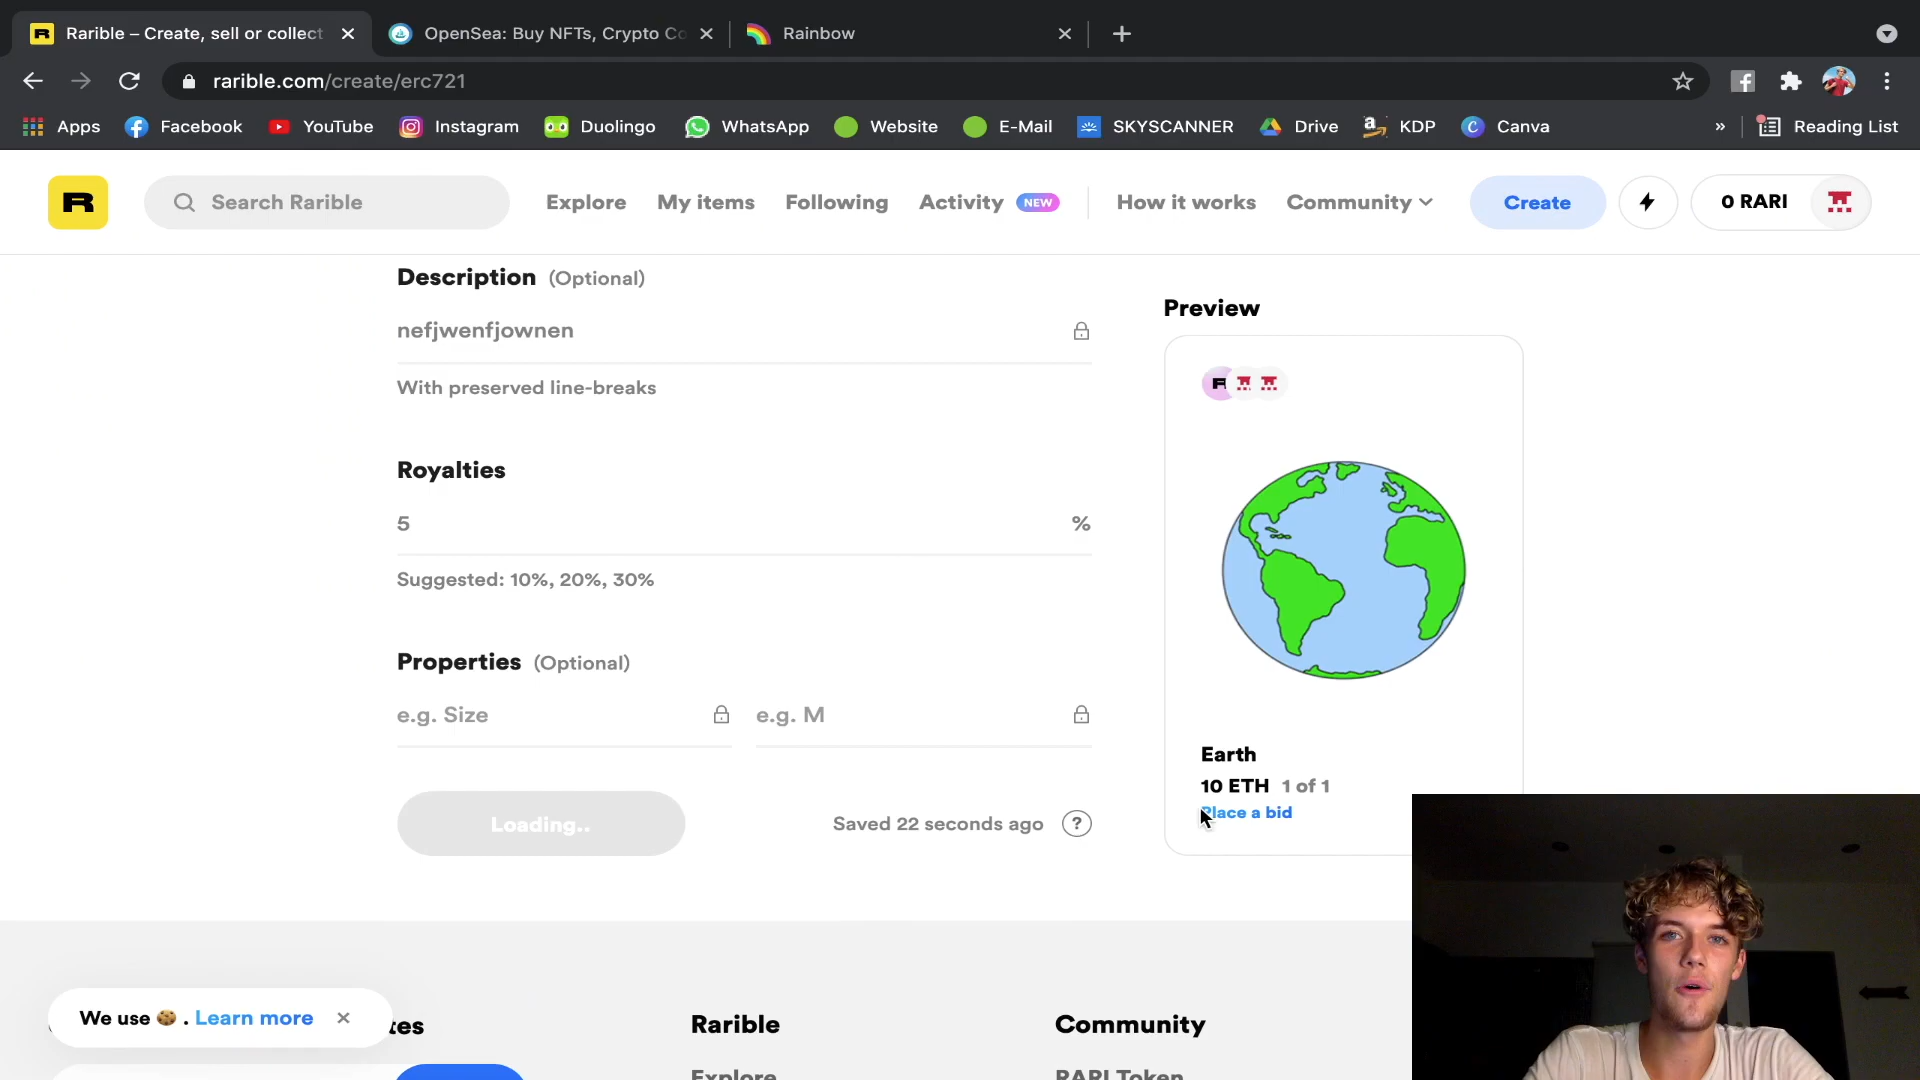 Rarible – Create, sell or collect
OpenSea: Buy NFTs, Crypto Co
Rainbow
rarible.com/create/erc721
Apps
Facebook
YouTube
Instagram
Duolingo
WhatsApp
Website
E-Mail
SKYSCANNER
Drive
KDP
Canva
»
Reading List
R
Search Rarible
Explore
My items
Following
Activity NEW
How it works
Community
Create
0 RARI
Description (Optional)
nefjwenfjownen
With preserved line-breaks
Royalties
5 %
Suggested: 10%, 20%, 30%
Properties (Optional)
e.g. Size
e.g. M
Loading..
Saved 22 seconds ago ?
Preview
Earth
10 ETH 1 of 1
Place a bid
We use 🍪 . Learn more
Rarible
Community
Explore
RARI Token